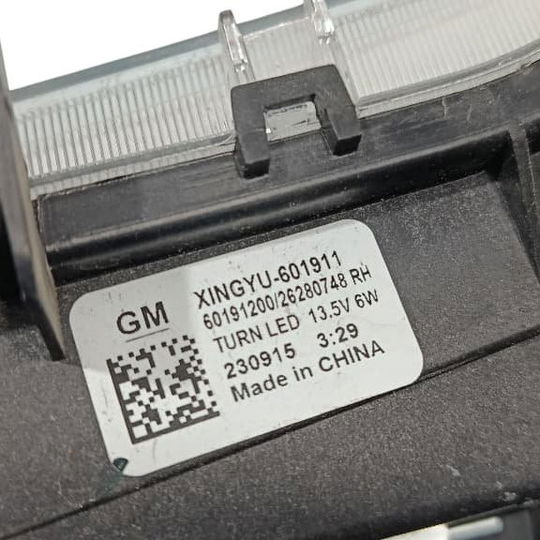 GM
XINGYU-601911
60191200/26280748 RH
TURN LED 13.5V 6W
230915 3:29
Made in CHINA